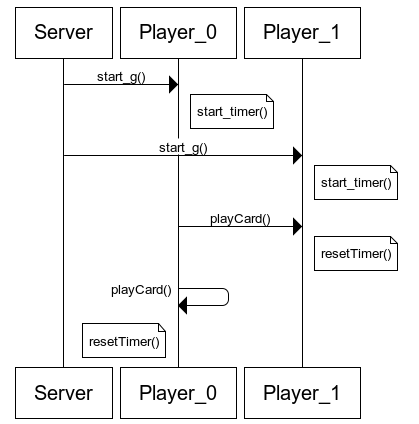 Server
Player_0
Player_1
start_g()
start_timer()
start_g()
start_timer()
playCard()
resetTimer()
playCard()
resetTimer()
Server
Player_0
Player_1